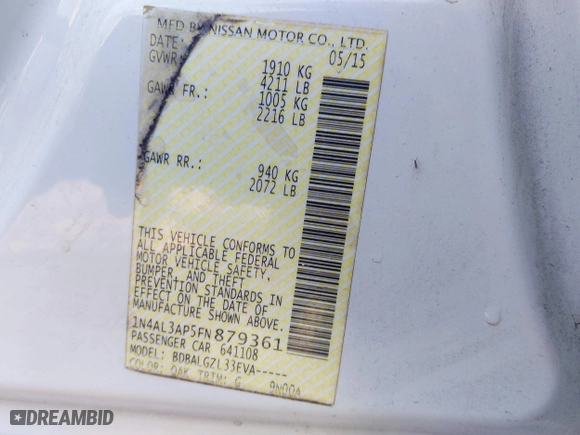 MFD BY NISSAN MOTOR CO., LTD.
DATE: 05/15
GVWR: 1910 KG
4211 LB
GAWR FR.: 1005 KG
2216 LB
GAWR RR.: 940 KG
2072 LB
THIS VEHICLE CONFORMS TO
ALL APPLICABLE FEDERAL
MOTOR VEHICLE SAFETY,
BUMPER, AND THEFT
PREVENTION STANDARDS IN
EFFECT ON THE DATE OF
MANUFACTURE SHOWN ABOVE.
1N4AL3AP5FN879361
PASSENGER CAR 641108
MODEL: BDBALGZL33EVA-----
COLOR: QAK TRIM: G
DREAMBID